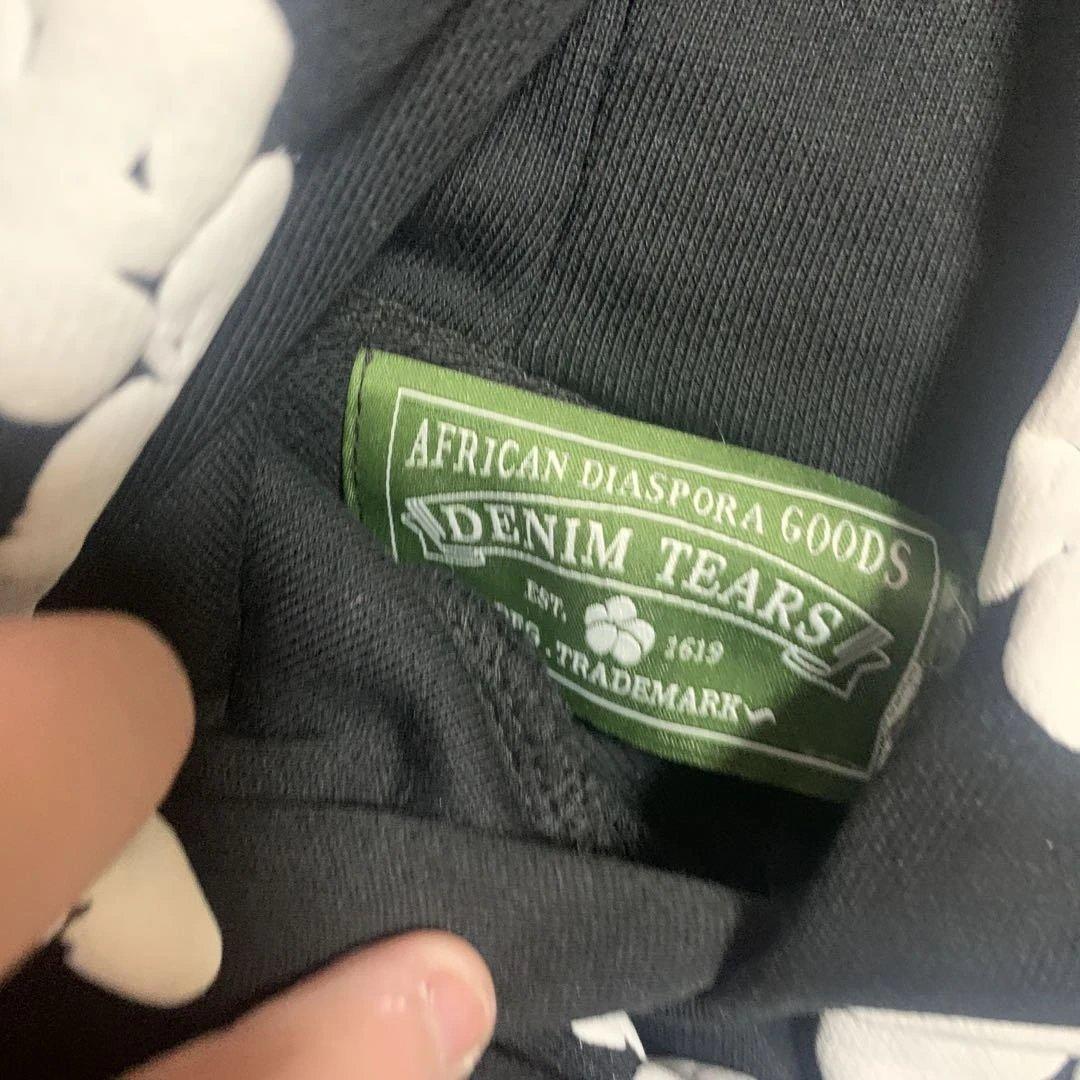 AFRICAN DIASPORA GOODS
DENIM TEARS
EST. 1619
TRADEMARK